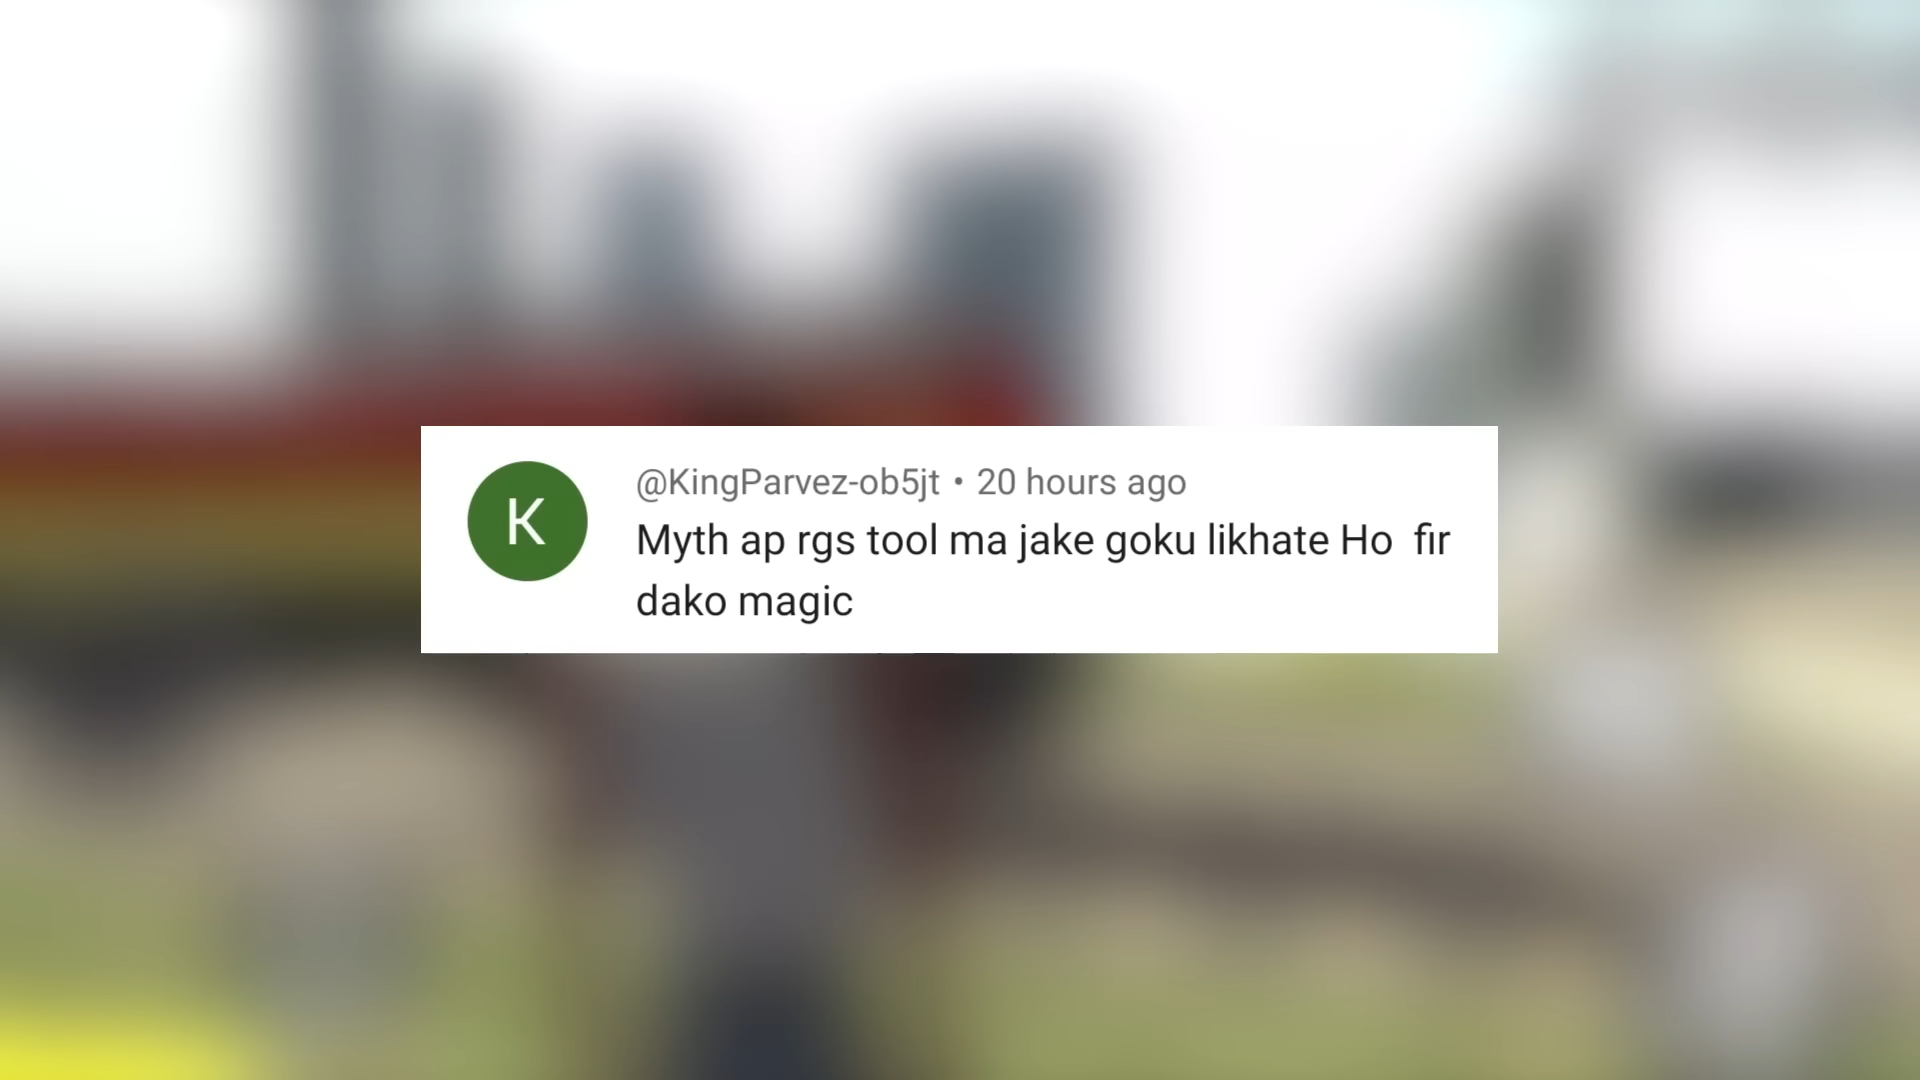 K
@KingParvez-ob5jt • 20 hours ago
Myth ap rgs tool ma jake goku likhate Ho  fir
dako magic